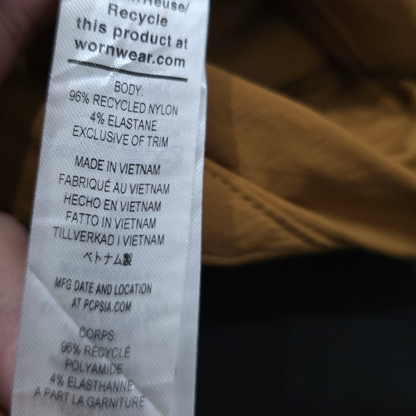 /Reuse/
Recycle
this product at
wornwear.com
BODY:
96% RECYCLED NYLON
4% ELASTANE
EXCLUSIVE OF TRIM
MADE IN VIETNAM
FABRIQUÉ AU VIETNAM
HECHO EN VIETNAM
FATTO IN VIETNAM
TILLVERKAD I VIETNAM
ベトナム製
MFG DATE AND LOCATION
AT PCPSIA.COM
CORPS:
96% RECYCLÉ
POLYAMIDE
4% ELASTHANNE
A PART LA GARNITURE